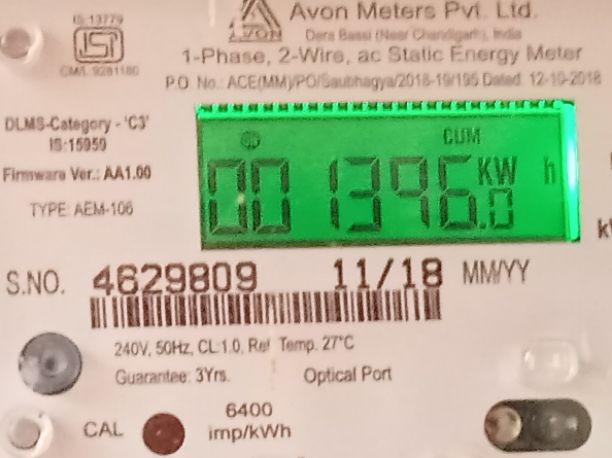 IS:13779
ISI
CM/L 9281180
AVON
Avon Meters Pvt. Ltd.
Dera Bassi (Near Chandigarh), India
1-Phase, 2-Wire, ac Static Energy Meter
P.O. No.: ACE(MM)/PO/Saubhagya/2018-19/195 Dated: 12-10-2018
DLMS-Category - 'C3'
IS:15959
Firmware Ver.: AA1.00
TYPE: AEM-106
CUM
001396.0 KW h
S.NO. 4629809 11/18 MM/YY
240V, 50Hz, CL:1.0, Ref. Temp. 27°C
Guarantee: 3Yrs.
Optical Port
CAL
6400
imp/kWh